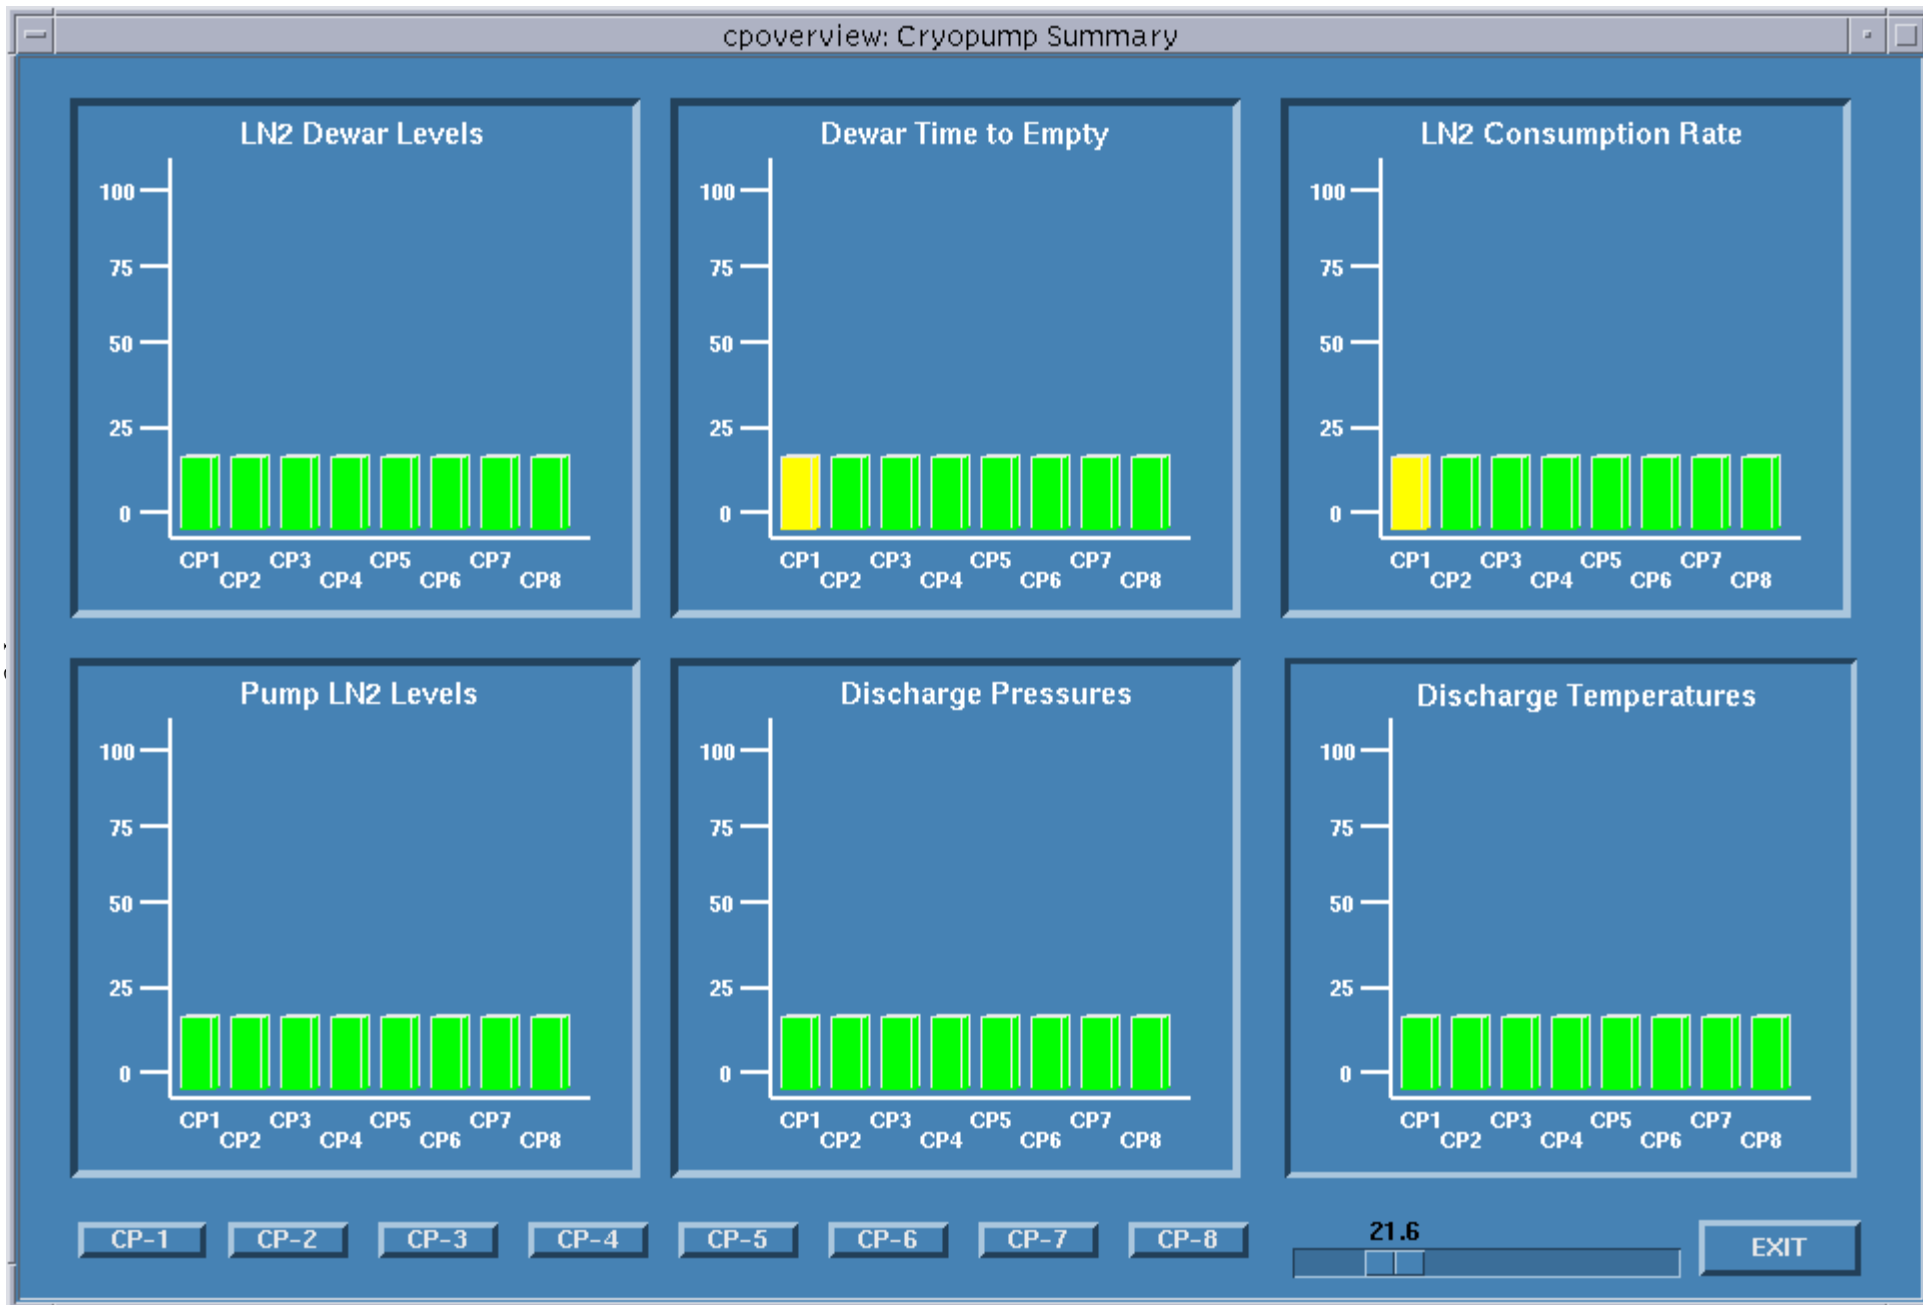 cpoverview: Cryopump Summary
LN2 Dewar Levels
100
75
50
25
0
CP1 CP3 CP5 CP7
CP2 CP4 CP6 CP8
Dewar Time to Empty
100
75
50
25
0
CP1 CP3 CP5 CP7
CP2 CP4 CP6 CP8
LN2 Consumption Rate
100
75
50
25
0
CP1 CP3 CP5 CP7
CP2 CP4 CP6 CP8
Pump LN2 Levels
100
75
50
25
0
CP1 CP3 CP5 CP7
CP2 CP4 CP6 CP8
Discharge Pressures
100
75
50
25
0
CP1 CP3 CP5 CP7
CP2 CP4 CP6 CP8
Discharge Temperatures
100
75
50
25
0
CP1 CP3 CP5 CP7
CP2 CP4 CP6 CP8
CP-1 CP-2 CP-3 CP-4 CP-5 CP-6 CP-7 CP-8
21.6
EXIT